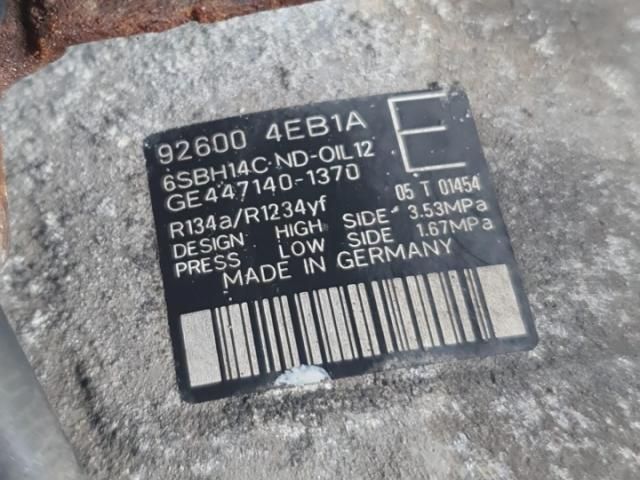 92600 4EB1A E
6SBH14C ND-OIL12
GE447140-1370
05 T 01454
R134a/R1234yf
DESIGN HIGH SIDE 3.53MPa
PRESS LOW SIDE 1.67MPa
MADE IN GERMANY